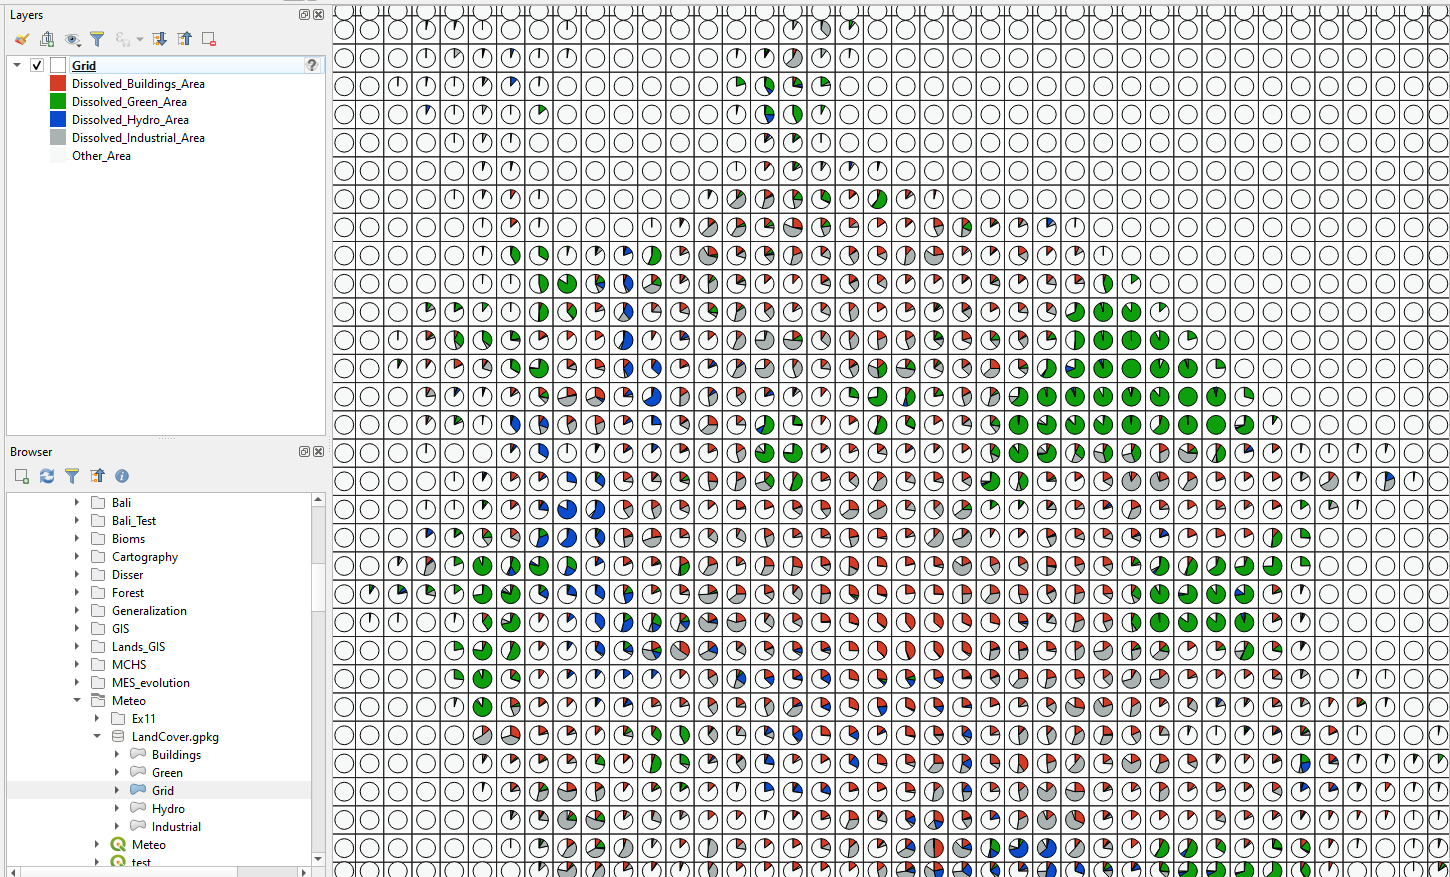 Layers
Grid
?
Dissolved_Buildings_Area
Dissolved_Green_Area
Dissolved_Hydro_Area
Dissolved_Industrial_Area
Other_Area
Browser
Bali
Bali_Test
Bioms
Cartography
Disser
Forest
Generalization
GIS
Lands_GIS
MCHS
MES_evolution
Meteo
Ex11
LandCover.gpkg
Buildings
Green
Grid
Hydro
Industrial
Meteo
test